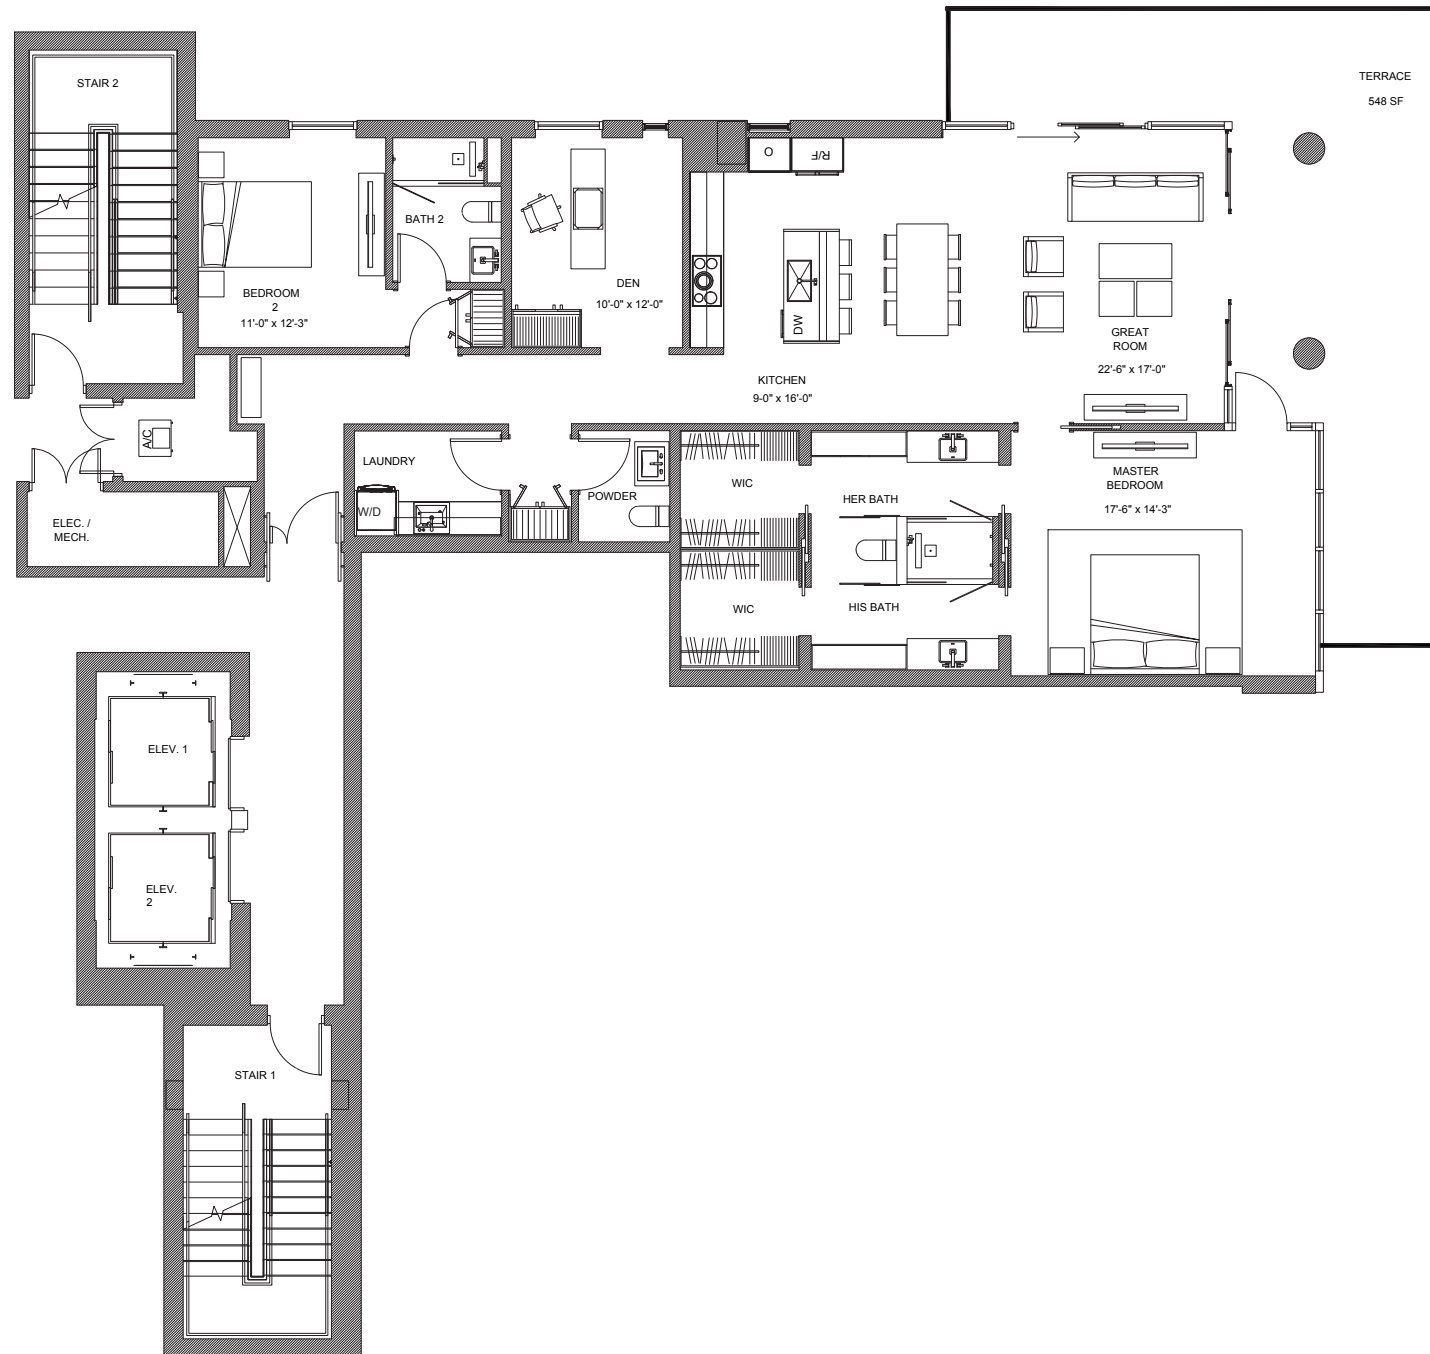 TERRACE
548 SF
STAIR 2
O
R/F
BATH 2
DEN
10'-0" x 12'-0"
BEDROOM
2
11'-0" x 12'-3"
DW
GREAT
ROOM
22'-6" x 17'-0"
KITCHEN
9-0" x 16'-0"
A/C
LAUNDRY
W/D
POWDER
WIC
HER BATH
MASTER
BEDROOM
17'-6" x 14'-3"
ELEC. /
MECH.
WIC
HIS BATH
ELEV. 1
ELEV.
2
STAIR 1